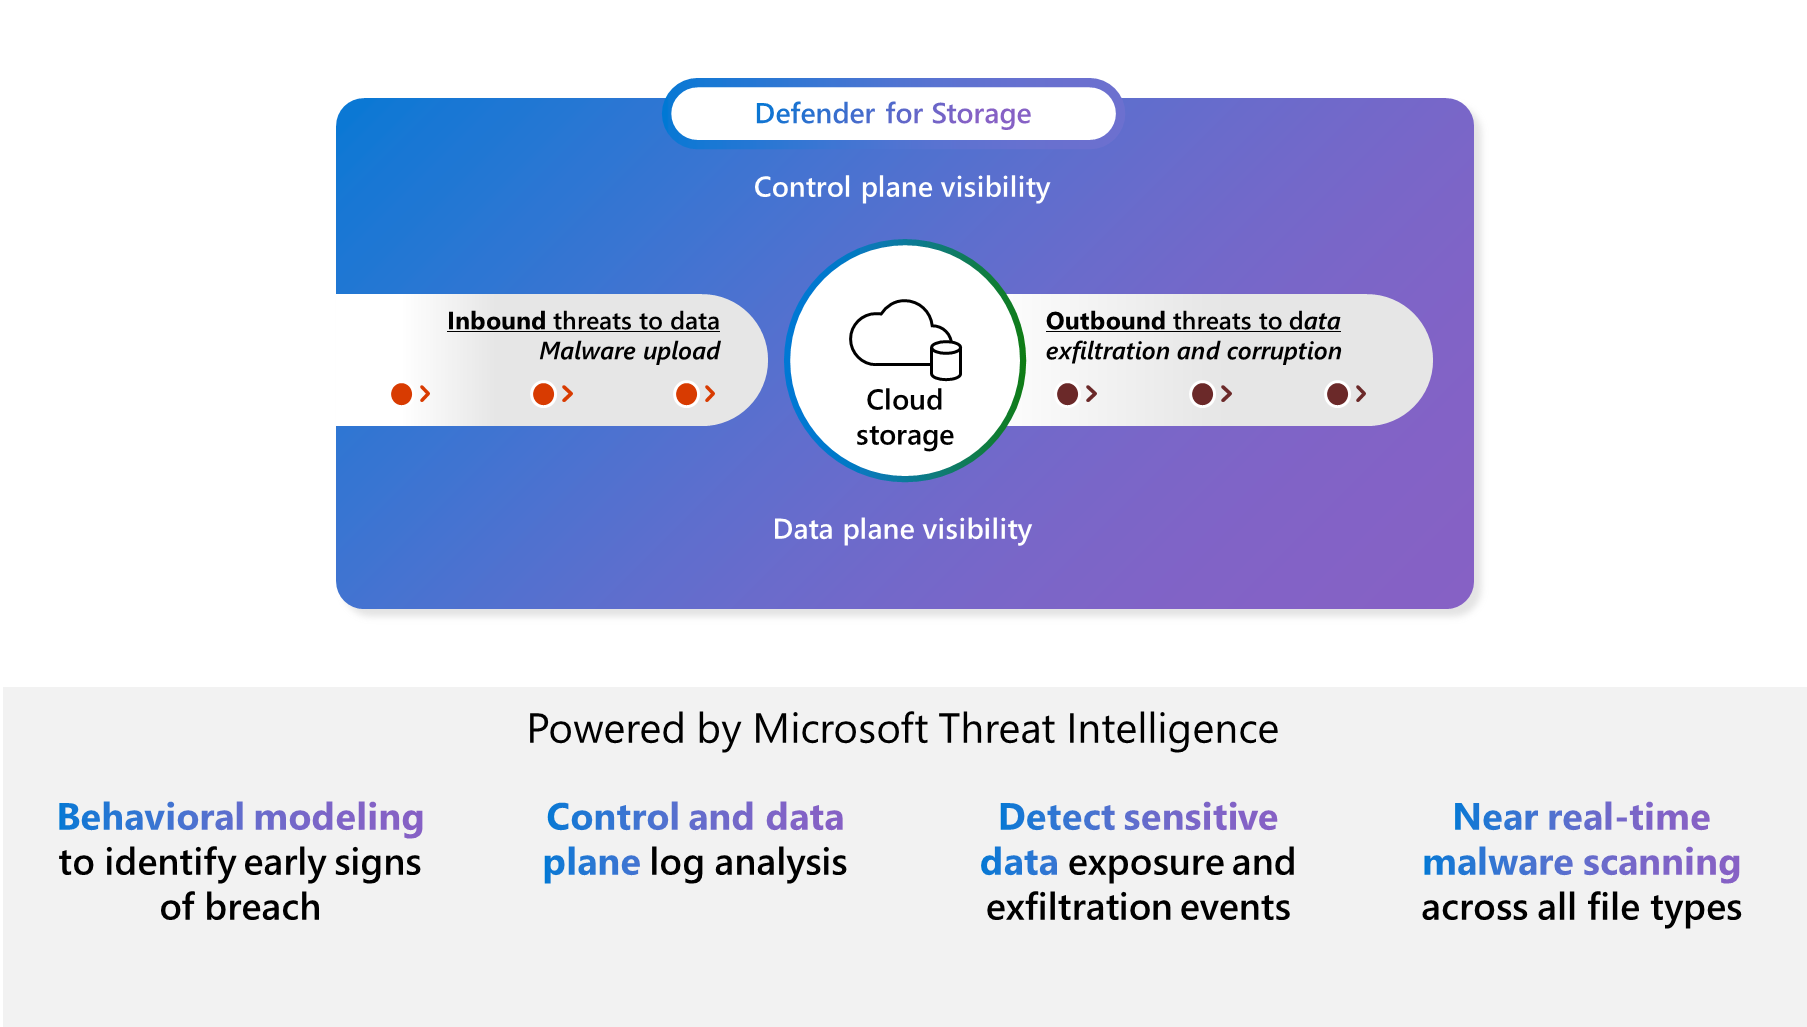 Defender for Storage
Control plane visibility
Inbound threats to data
Malware upload
Cloud
storage
Outbound threats to data
exfiltration and corruption
Data plane visibility
Powered by Microsoft Threat Intelligence
Behavioral modeling
to identify early signs
of breach
Control and data
plane log analysis
Detect sensitive
data exposure and
exfiltration events
Near real-time
malware scanning
across all file types